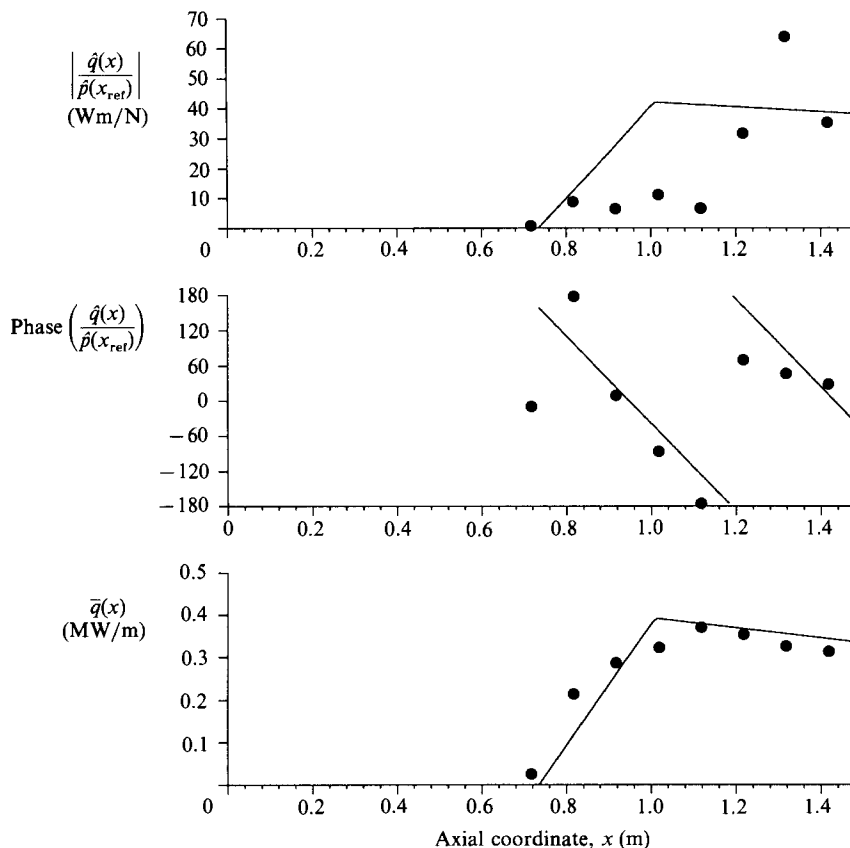 70
60
50
40
30
20
10
|q̂(x) / p̂(x_ref)|
(Wm/N)
0 0.2 0.4 0.6 0.8 1.0 1.2 1.4
180
120
60
0
−60
−120
−180
Phase (q̂(x) / p̂(x_ref))
0 0.2 0.4 0.6 0.8 1.0 1.2 1.4
0.5
0.4
0.3
0.2
0.1
q̄(x)
(MW/m)
0 0.2 0.4 0.6 0.8 1.0 1.2 1.4
Axial coordinate, x (m)